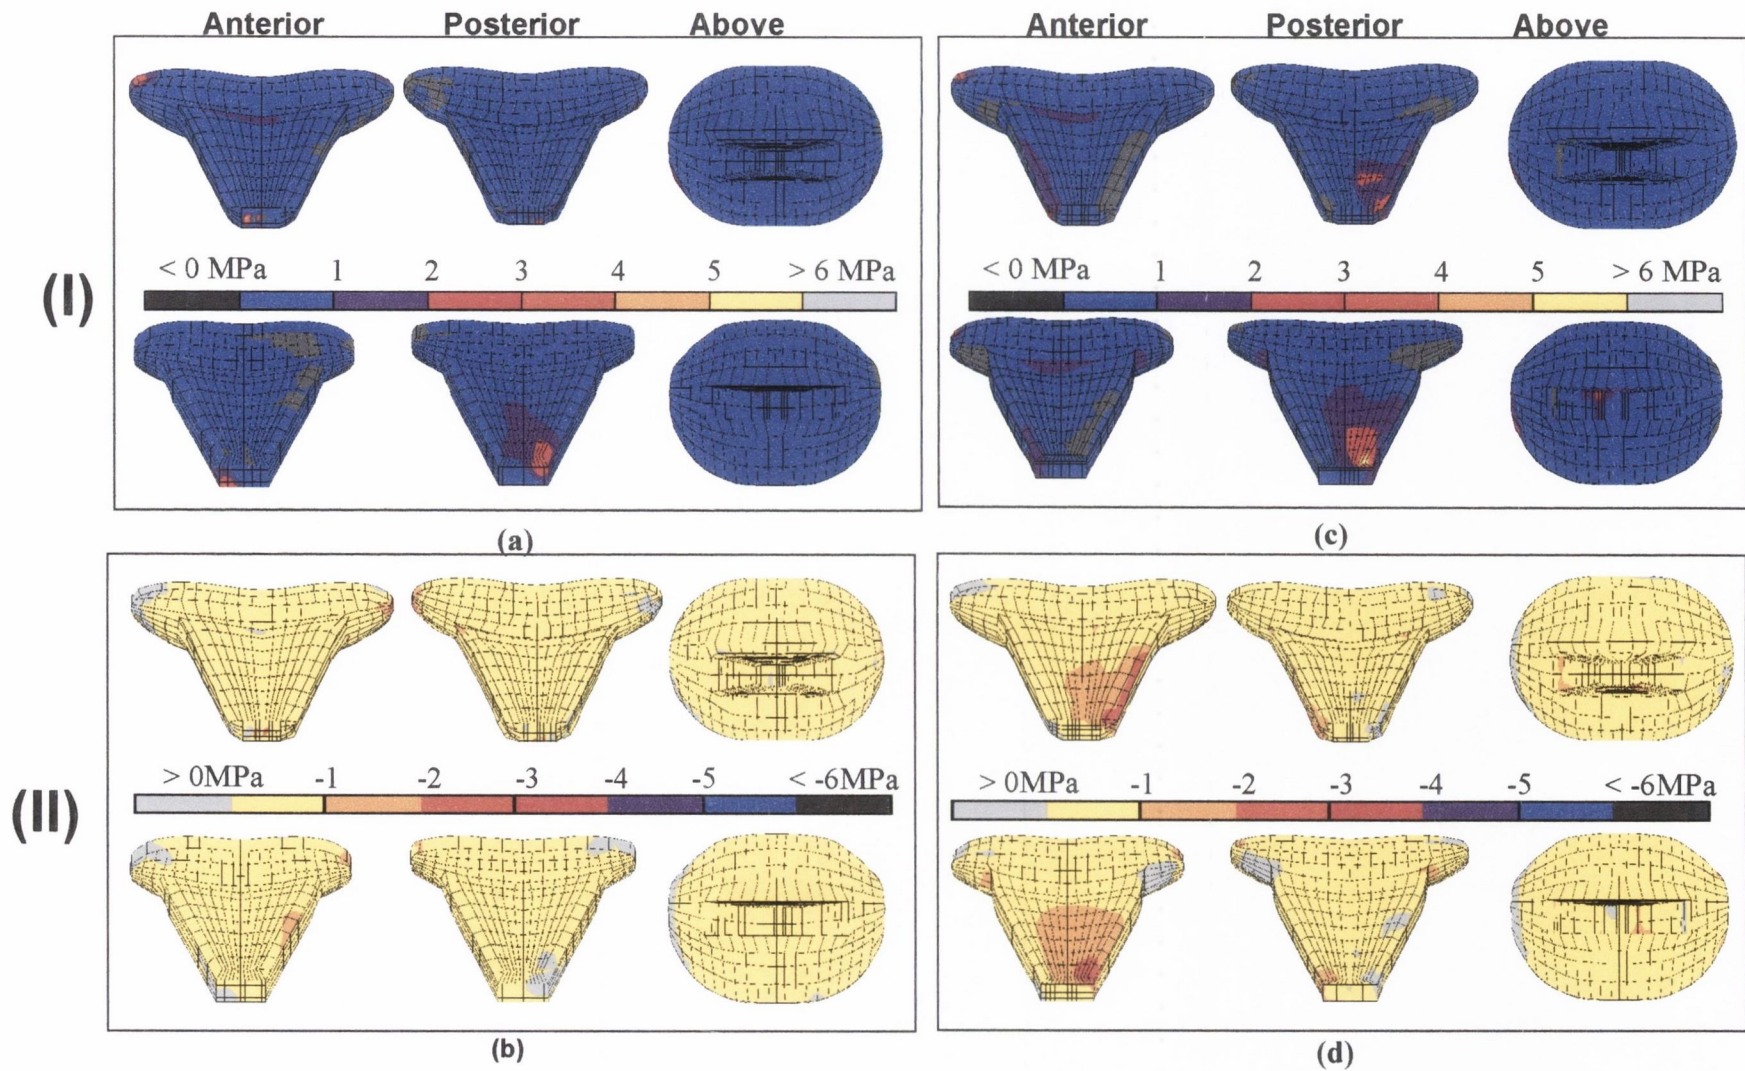 Anterior Posterior Above Anterior Posterior Above
(I)
< 0 MPa 1 2 3 4 5 > 6 MPa
< 0 MPa 1 2 3 4 5 > 6 MPa
(a) (c)
(II)
> 0MPa -1 -2 -3 -4 -5 < -6MPa
> 0MPa -1 -2 -3 -4 -5 < -6MPa
(b) (d)